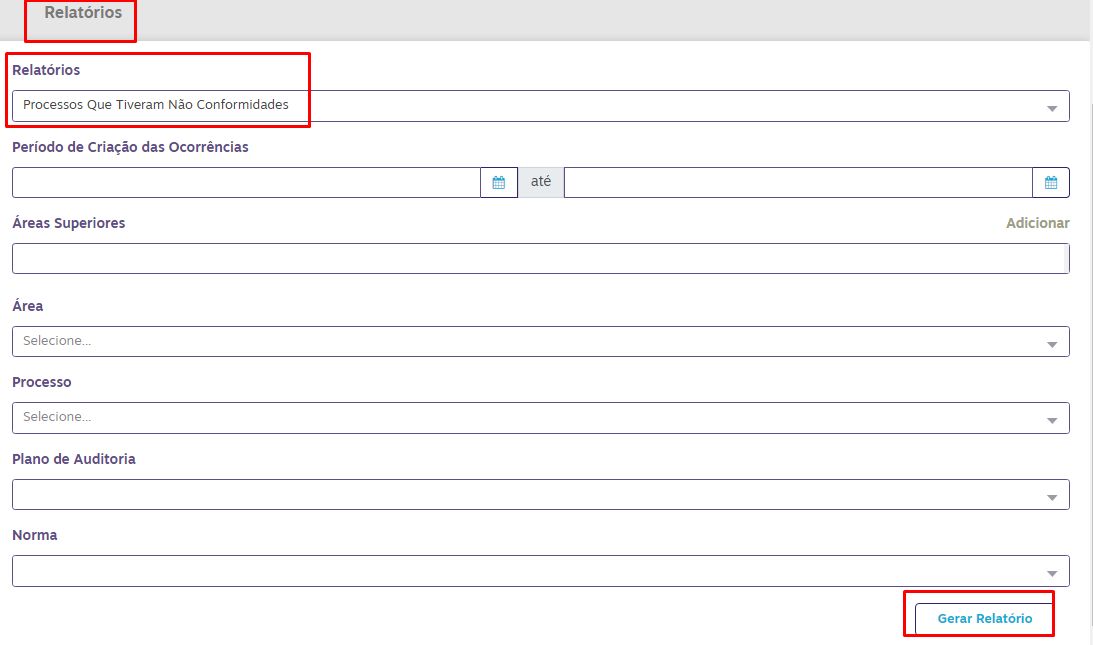 Relatórios
Relatórios
Processos Que Tiveram Não Conformidades
Período de Criação das Ocorrências
até
Áreas Superiores
Adicionar
Área
Selecione...
Processo
Selecione...
Plano de Auditoria
Norma
Gerar Relatório